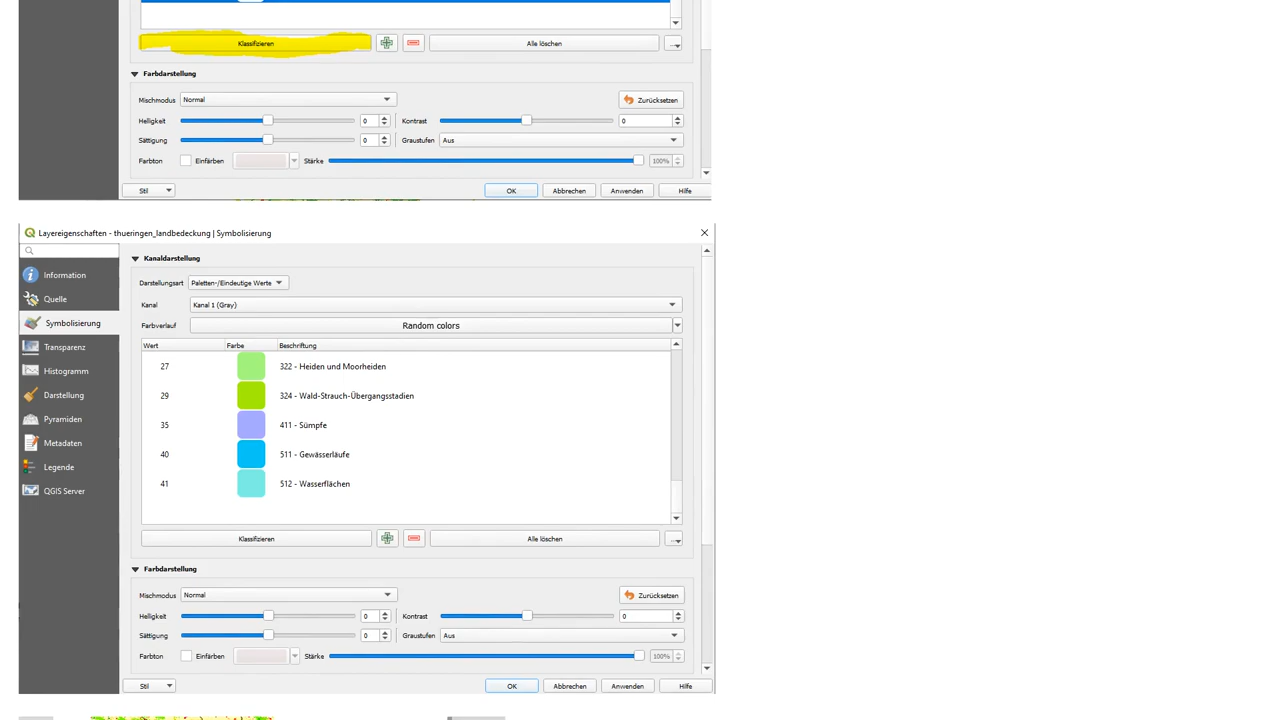 Klassifizieren Alle löschen ...
Farbdarstellung
Mischmodus Normal Zurücksetzen
Helligkeit 0 Kontrast 0
Sättigung 0 Graustufen Aus
Farbton Einfärben Stärke 100%
Stil OK Abbrechen Anwenden Hilfe
Layereigenschaften - thueringen_landbedeckung | Symbolisierung
Information
Quelle
Symbolisierung
Transparenz
Histogramm
Darstellung
Pyramiden
Metadaten
Legende
QGIS Server
Kanaldarstellung
Darstellungsart Paletten-/Eindeutige Werte
Kanal Kanal 1 (Gray)
Farbverlauf Random colors
Wert Farbe Beschriftung
27 322 - Heiden und Moorheiden
29 324 - Wald-Strauch-Übergangsstadien
35 411 - Sümpfe
40 511 - Gewässerläufe
41 512 - Wasserflächen
Klassifizieren Alle löschen ...
Farbdarstellung
Mischmodus Normal Zurücksetzen
Helligkeit 0 Kontrast 0
Sättigung 0 Graustufen Aus
Farbton Einfärben Stärke 100%
Stil OK Abbrechen Anwenden Hilfe